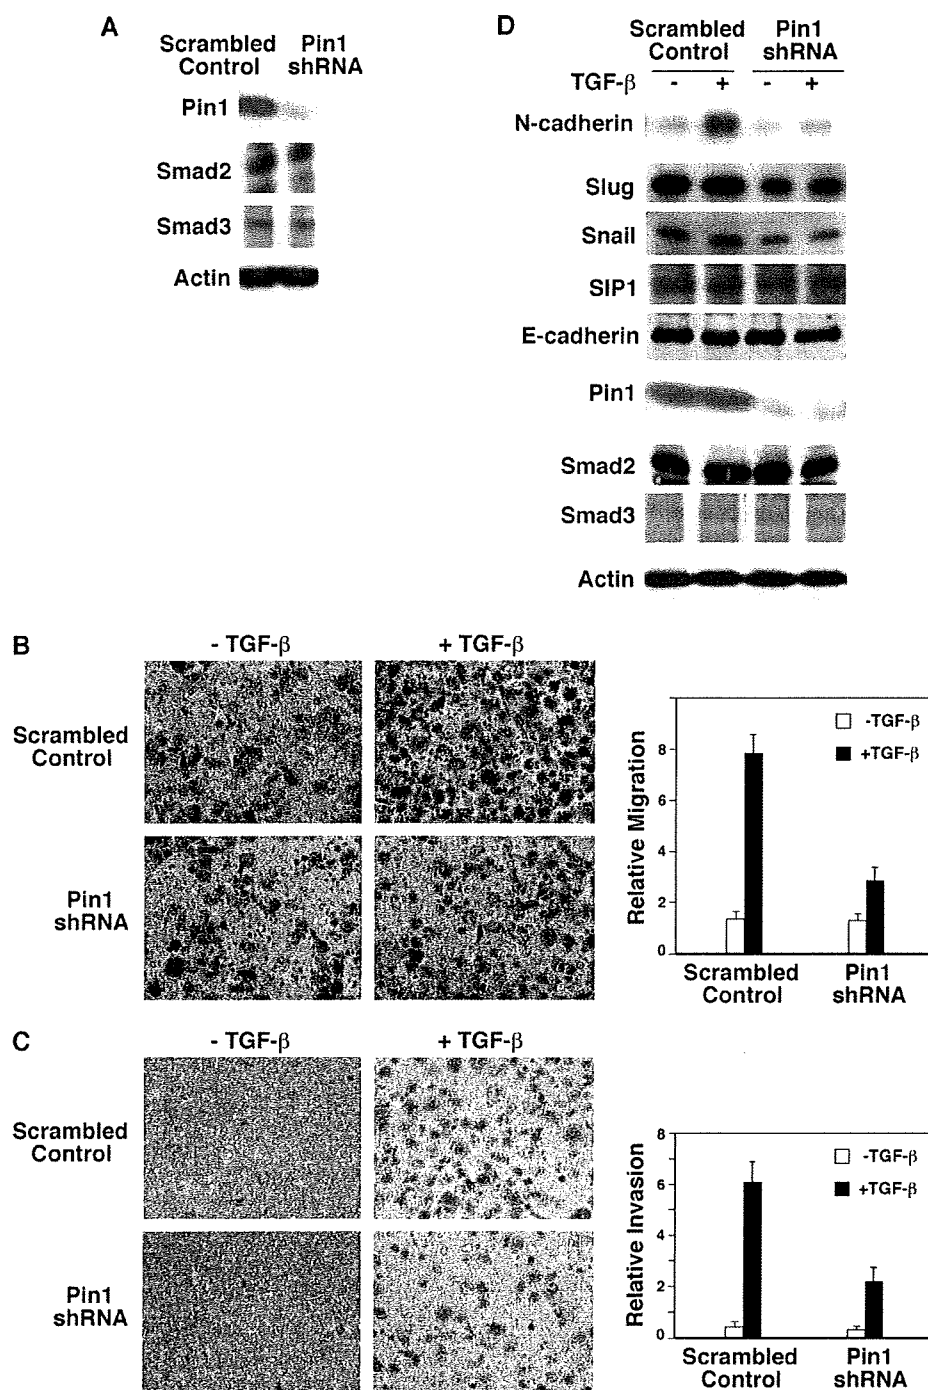 A
Scrambled Control
Pin1 shRNA
Pin1
Smad2
Smad3
Actin
D
Scrambled Control
Pin1 shRNA
TGF-β - + - +
N-cadherin
Slug
Snail
SIP1
E-cadherin
Pin1
Smad2
Smad3
Actin
B
- TGF-β
+ TGF-β
Scrambled Control
Pin1 shRNA
Relative Migration
8
6
4
2
0
-TGF-β
+TGF-β
Scrambled Control
Pin1 shRNA
C
- TGF-β
+ TGF-β
Scrambled Control
Pin1 shRNA
Relative Invasion
8
6
4
2
0
-TGF-β
+TGF-β
Scrambled Control
Pin1 shRNA